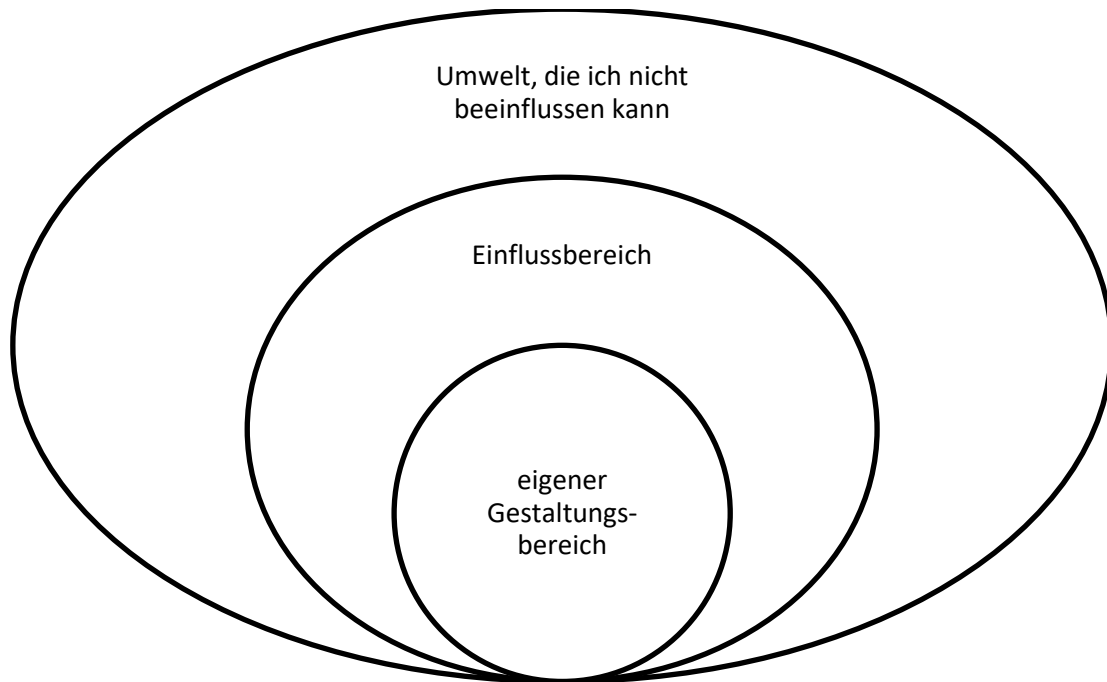 Umwelt, die ich nicht
beeinflussen kann
Einflussbereich
eigener
Gestaltungs-
bereich